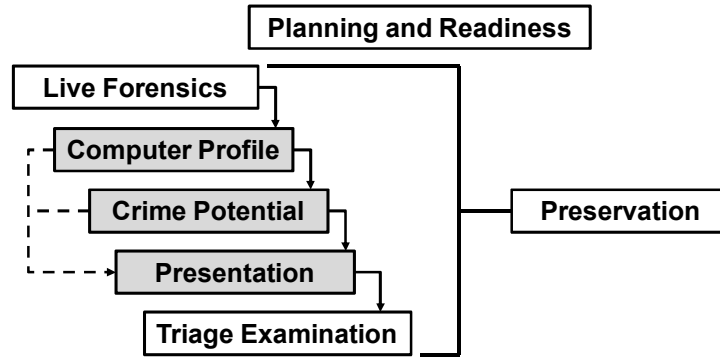 Planning and Readiness
Live Forensics
Computer Profile
Crime Potential
Preservation
Presentation
Triage Examination